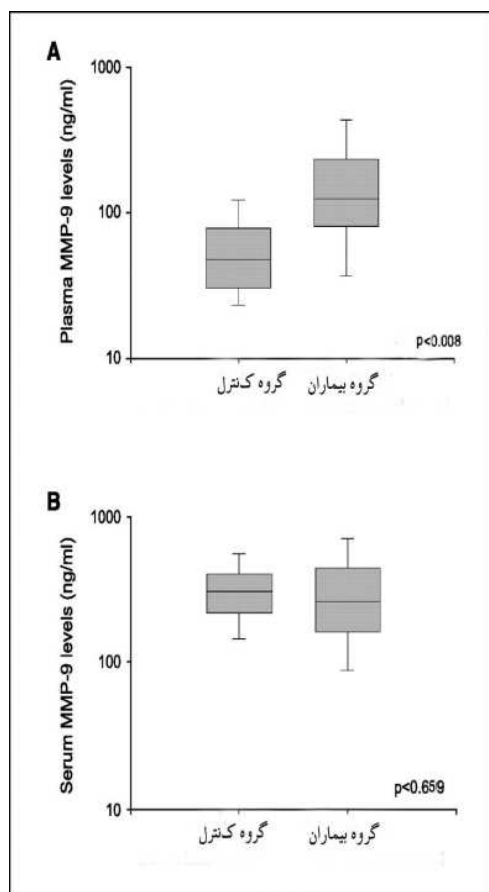 A
Plasma MMP-9 levels (ng/ml)
1000
100
10
p<0.008
گروه کنترل
گروه بیماران
B
Serum MMP-9 levels (ng/ml)
1000
100
10
p<0.659
گروه کنترل
گروه بیماران